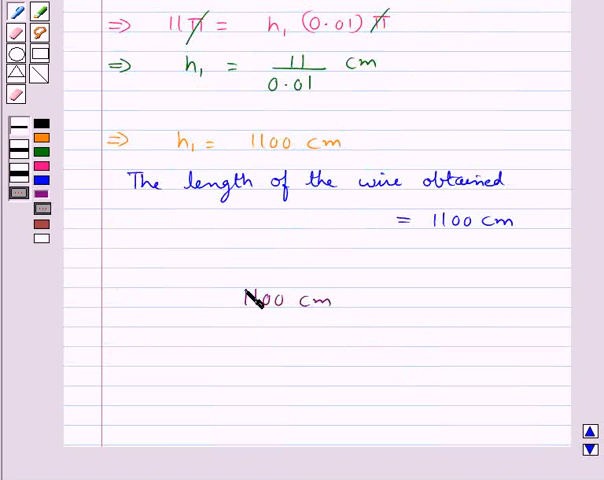 ⇒ 11π = h₁ (0.01) π
⇒ h₁ = 11/0.01 cm
⇒ h₁ = 1100 cm
The length of the wire obtained
= 1100 cm
1100 cm